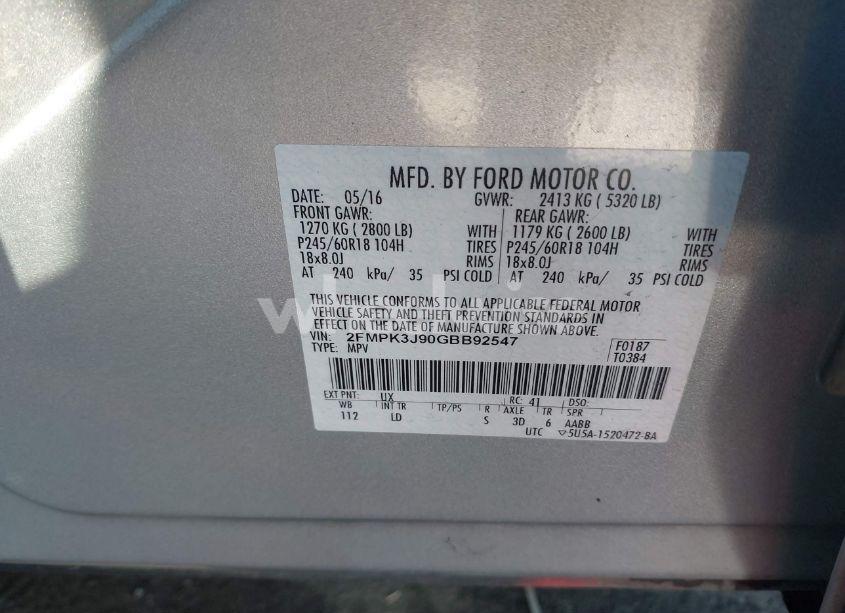 MFD. BY FORD MOTOR CO.
DATE: 05/16 GVWR: 2413 KG ( 5320 LB)
FRONT GAWR: REAR GAWR:
1270 KG ( 2800 LB) WITH 1179 KG ( 2600 LB) WITH
P245/60R18 104H TIRES P245/60R18 104H TIRES
18x8.0J RIMS 18x8.0J RIMS
AT 240 kPa/ 35 PSI COLD AT 240 kPa/ 35 PSI COLD
THIS VEHICLE CONFORMS TO ALL APPLICABLE FEDERAL MOTOR
VEHICLE SAFETY AND THEFT PREVENTION STANDARDS IN
EFFECT ON THE DATE OF MANUFACTURE SHOWN ABOVE.
VIN: 2FMPK3J90GBB92547 F0187
TYPE: MPV T0384
EXT PNT: UX RC: 41 DSO:
WB INT TR TP/PS R AXLE TR SPR
112 LD S 3D 6 AABB
UTC 5U5A-1520472-BA